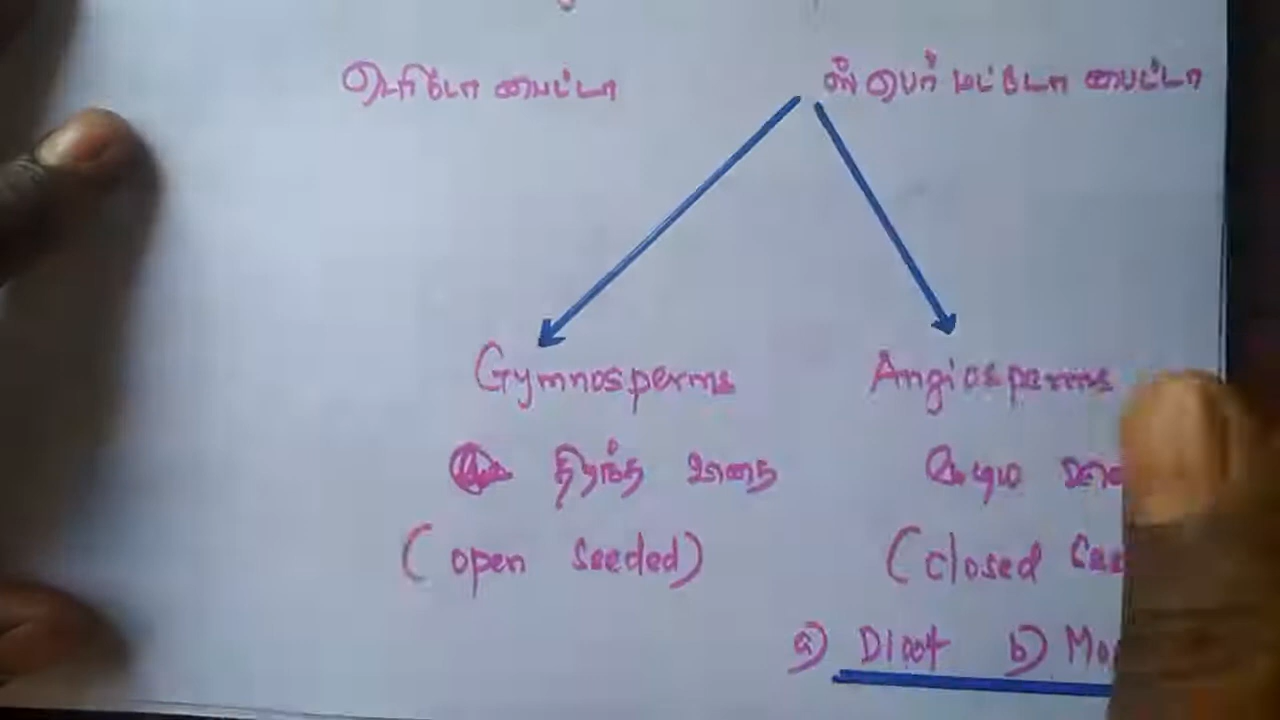 டெரிடோ பைட்டா ஸ்பெர் மட்டோ பைட்டா
Gymnosperms Angiosperms
திறந்த விதை மூடிய
(open seeded) (closed
a) Dicot b)